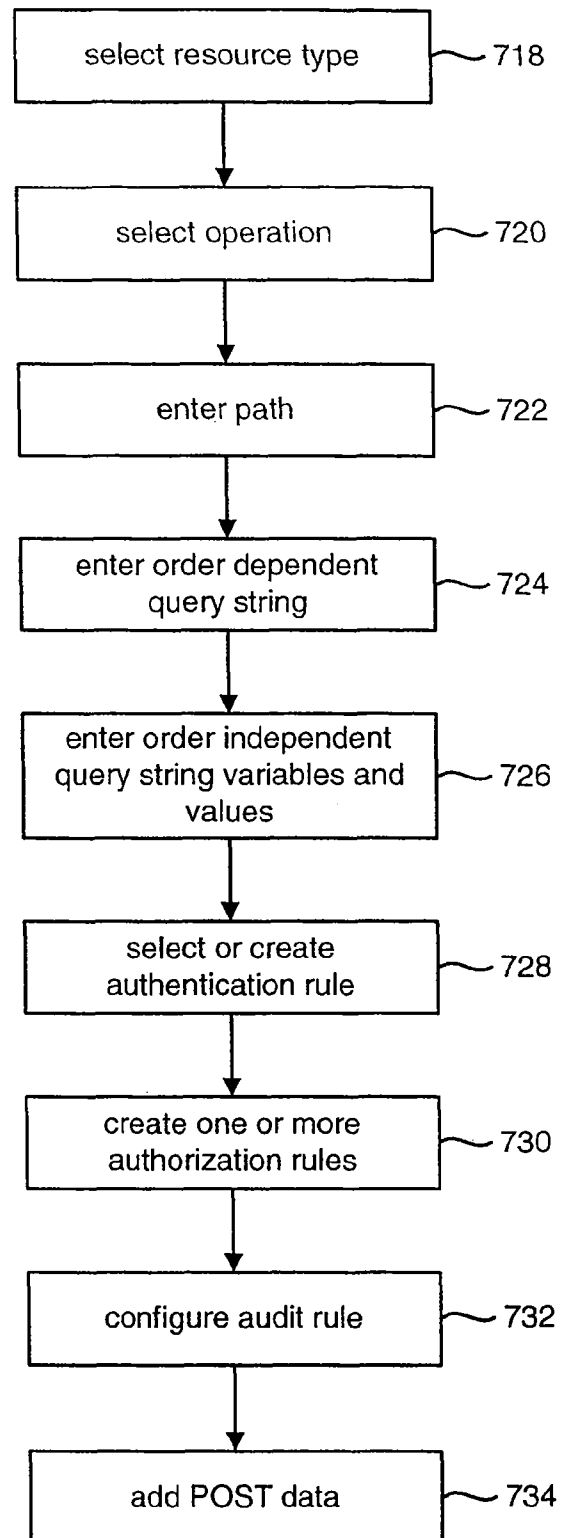 select resource type 718
select operation 720
enter path 722
enter order dependent
query string 724
enter order independent
query string variables and
values 726
select or create
authentication rule 728
create one or more
authorization rules 730
configure audit rule 732
add POST data 734